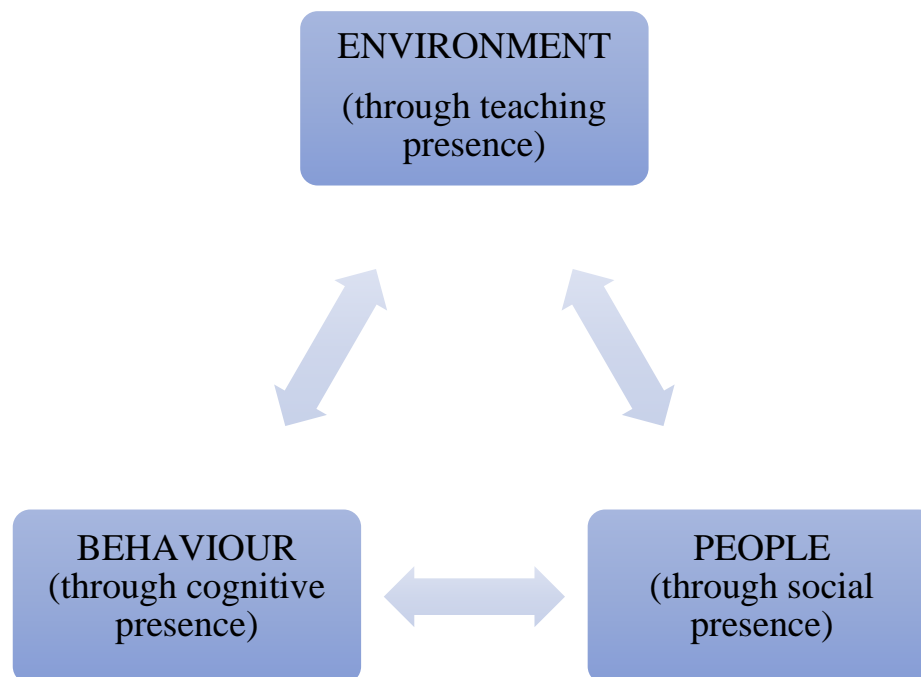 ENVIRONMENT
(through teaching
presence)
BEHAVIOUR
(through cognitive
presence)
PEOPLE
(through social
presence)